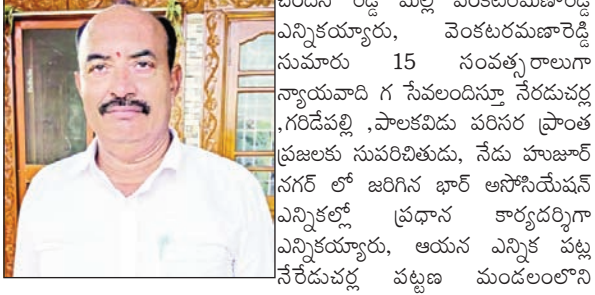 ఎన్నికయ్యారు, వెంకటరమణారెడ్డి
సుమారు 15 సంవత్సరాలుగా
న్యాయవాది గ సేవలందిస్తూ నేరడుచర్ల
,గరిడేపల్లి ,పాలకవిడు పరిసర ప్రాంత
ప్రజలకు సుపరిచితుడు, నేడు హుజూర్
నగర్ లో జరిగిన భార్ అసోసియేషన్
ఎన్నికల్లో ప్రధాన కార్యదర్శిగా
ఎన్నికయ్యారు, ఆయన ఎన్నిక పట్ల
నేరేడుచర్ల పట్టణ మండలంలొని